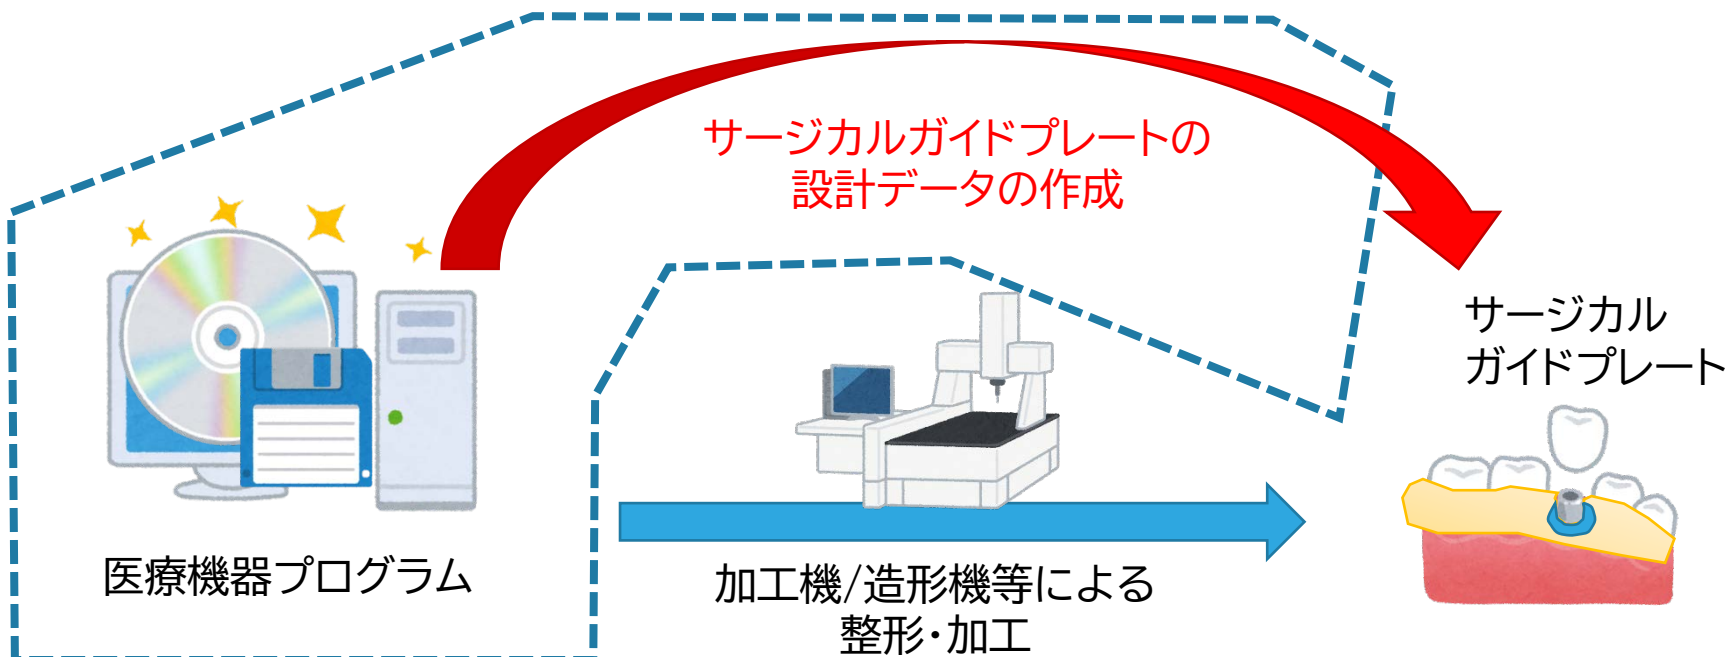 サージカルガイドプレートの
設計データの作成
サージカル
ガイドプレート
医療機器プログラム
加工機/造形機等による
整形・加工